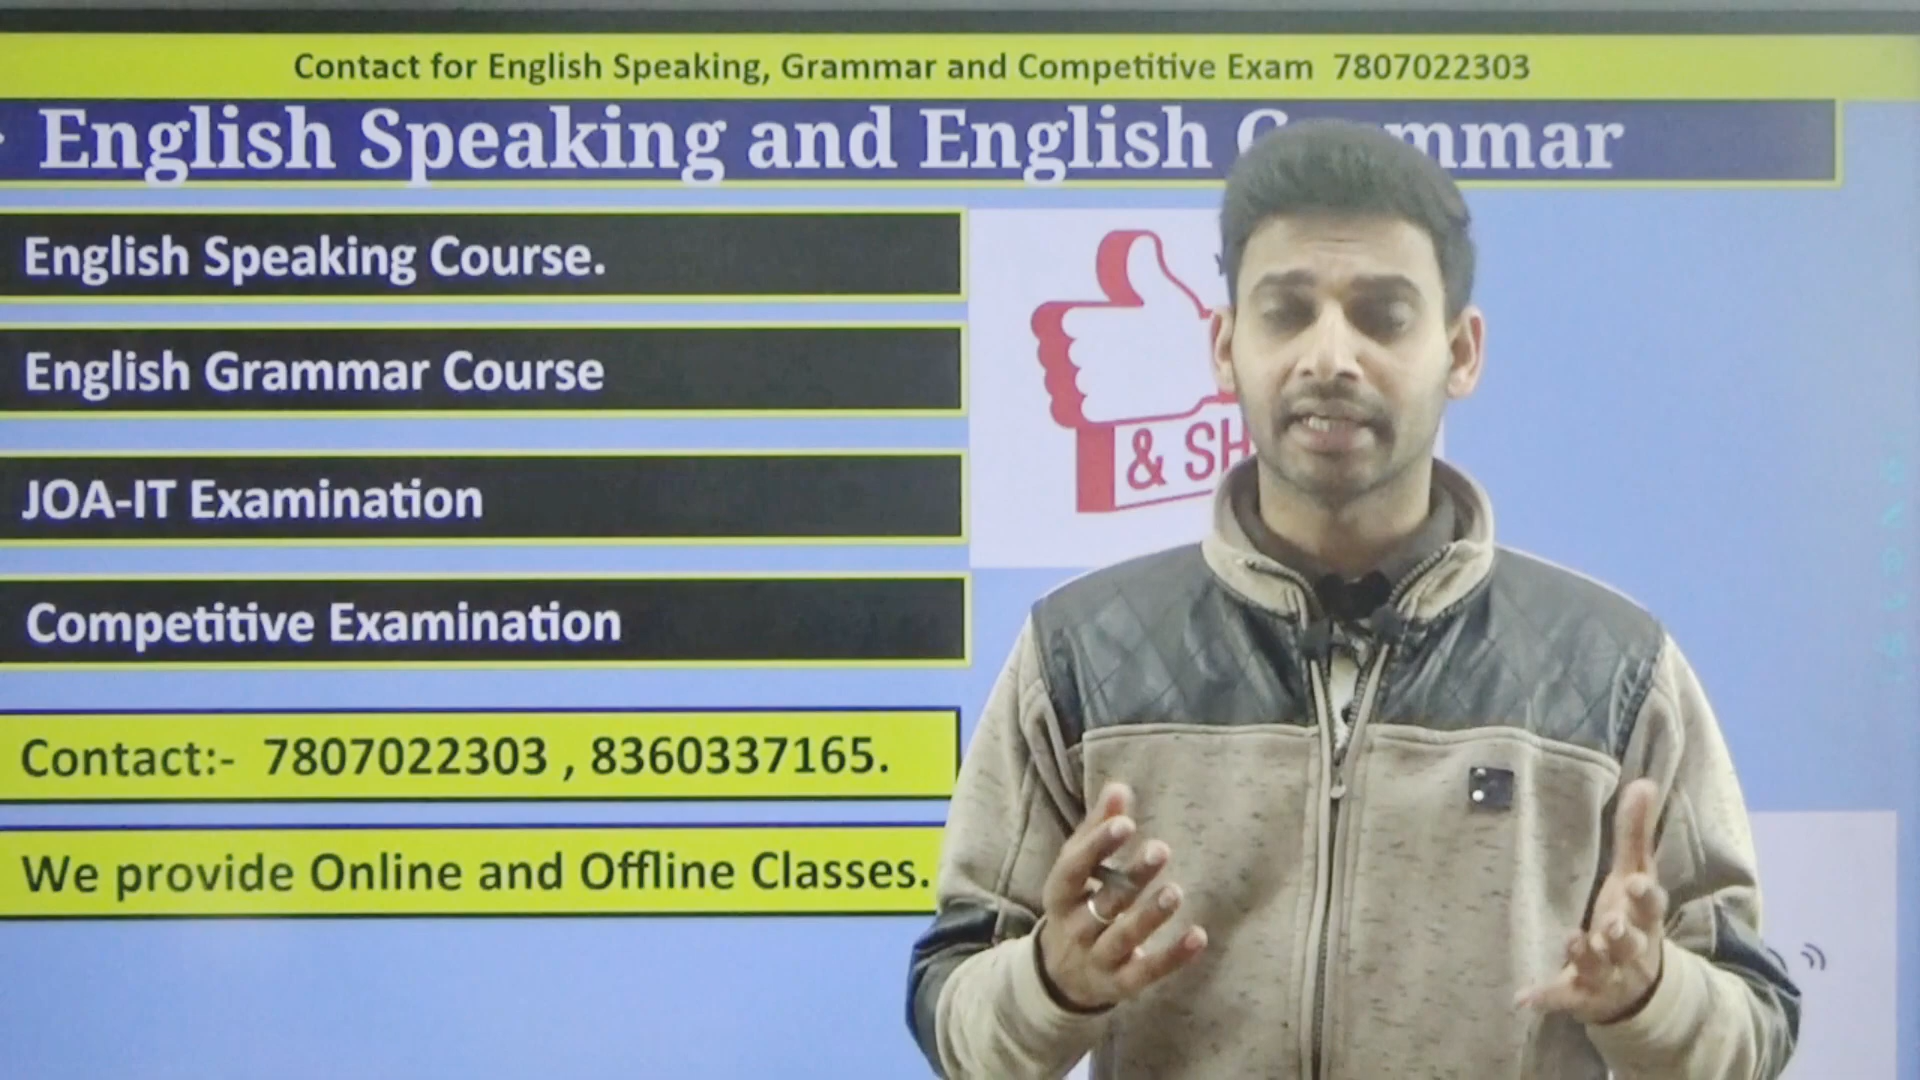 Contact for English Speaking, Grammar and Competitive Exam 7807022303
English Speaking and English
English Speaking Course.
English Grammar Course
JOA-IT Examination
Competitive Examination
& SH
Contact:- 7807022303 , 8360337165.
We provide Online and Offline Classes.